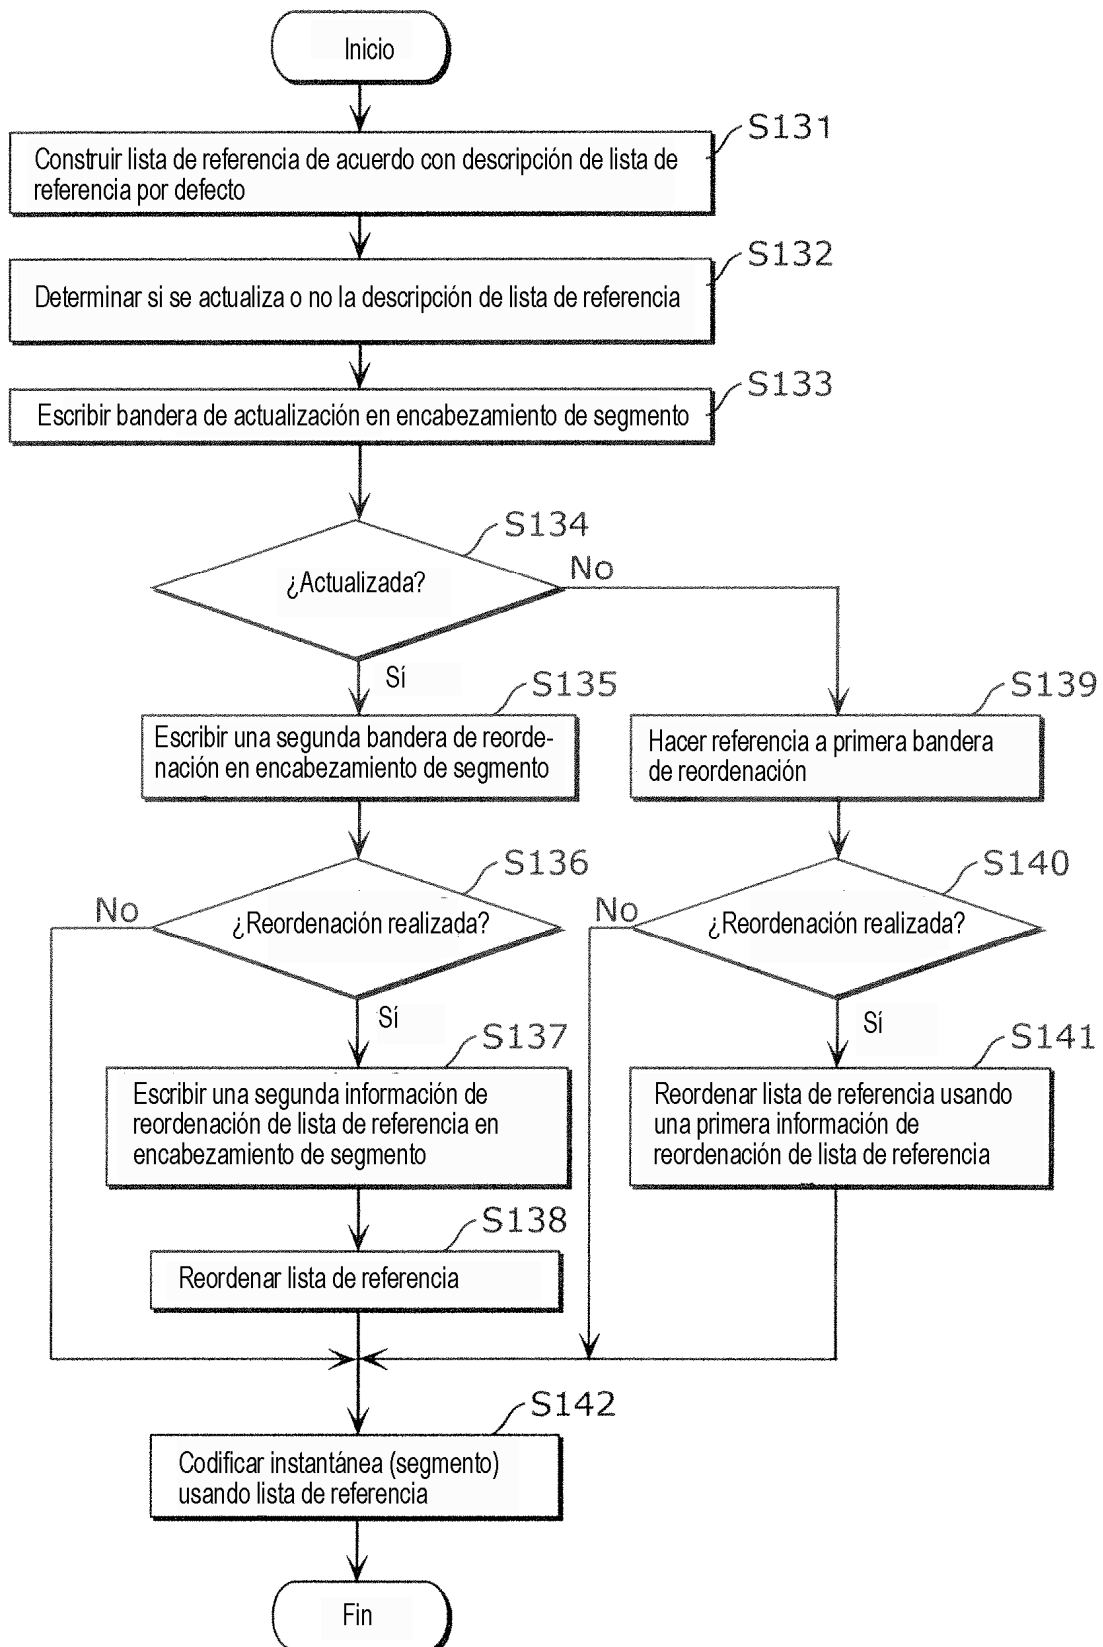 Inicio
S131
Construir lista de referencia de acuerdo con descripción de lista de
referencia por defecto
S132
Determinar si se actualiza o no la descripción de lista de referencia
S133
Escribir bandera de actualización en encabezamiento de segmento
S134
¿Actualizada?
No
Sí
S135
Escribir una segunda bandera de reorde-
nación en encabezamiento de segmento
S139
Hacer referencia a primera bandera
de reordenación
S136
¿Reordenación realizada?
No
Sí
S140
¿Reordenación realizada?
No
Sí
S137
Escribir una segunda información de
reordenación de lista de referencia en
encabezamiento de segmento
S141
Reordenar lista de referencia usando
una primera información de
reordenación de lista de referencia
S138
Reordenar lista de referencia
S142
Codificar instantánea (segmento)
usando lista de referencia
Fin